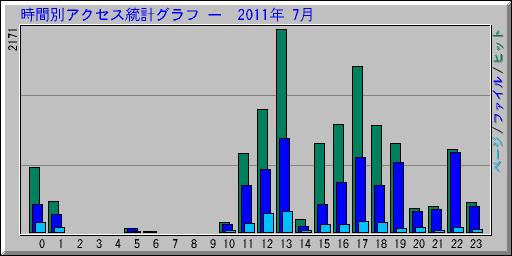 時間別アクセス統計グラフ ー 2011年 7月
2171
ページ/ファイル/ヒット
0 1 2 3 4 5 6 7 8 9 10 11 12 13 14 15 16 17 18 19 20 21 22 23